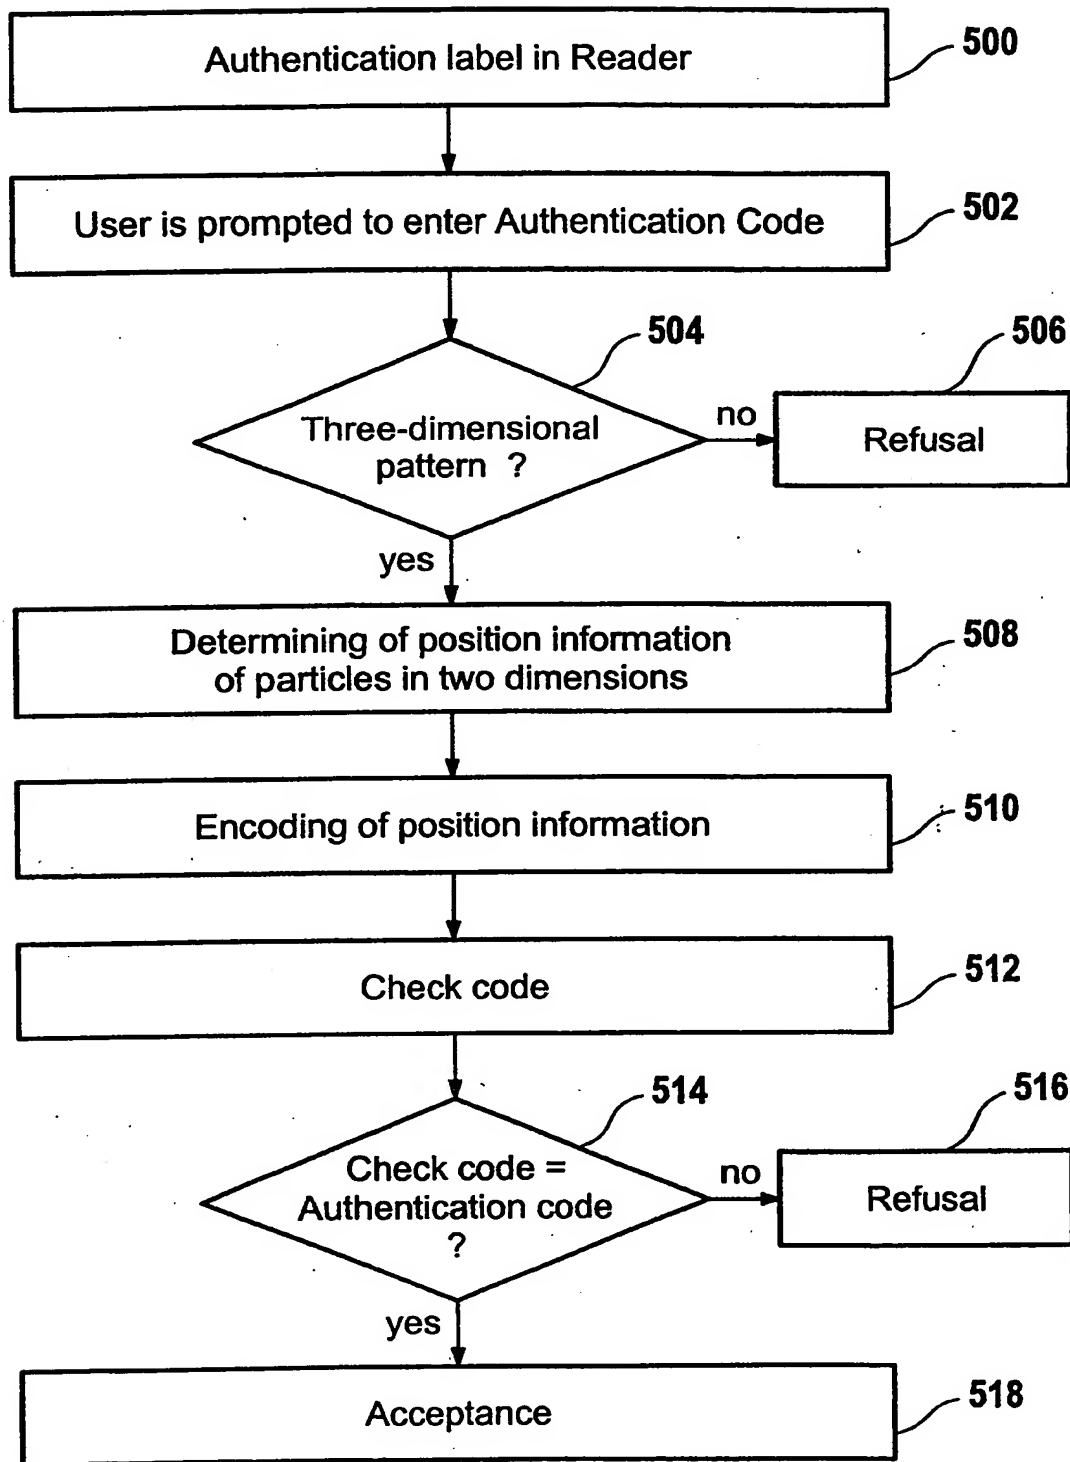 Authentication label in Reader
500
User is prompted to enter Authentication Code
502
504
506
Three-dimensional
pattern ?
no
Refusal
yes
Determining of position information
of particles in two dimensions
508
Encoding of position information
510
Check code
512
514
516
Check code =
Authentication code
?
no
Refusal
yes
Acceptance
518